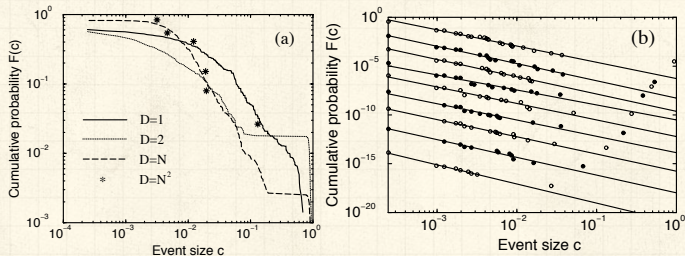 (a)
Cumulative probability F(c)
10^0
10^-1
10^-2
10^-3
D=1
D=2
D=N
D=N^2
10^-4 10^-3 10^-2 10^-1 10^0
Event size c
(b)
Cumulative probability F(c)
10^0
10^-5
10^-10
10^-15
10^-20
10^-3 10^-2 10^-1 10^0
Event size c